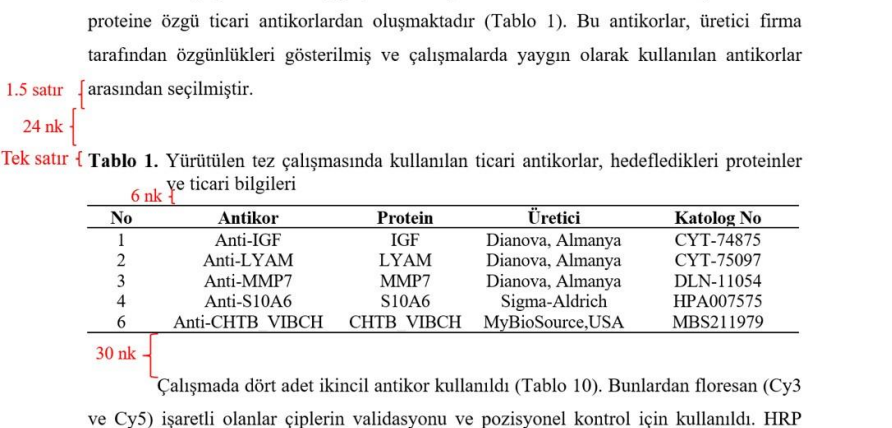 proteine özgü ticari antikorlardan oluşmaktadır (Tablo 1). Bu antikorlar, üretici firma
tarafından özgünlükleri gösterilmiş ve çalışmalarda yaygın olarak kullanılan antikorlar
1.5 satır arasından seçilmiştir.
24 nk
Tek satır Tablo 1. Yürütülen tez çalışmasında kullanılan ticari antikorlar, hedefledikleri proteinler
ve ticari bilgileri
6 nk
No Antikor Protein Üretici Katolog No
1 Anti-IGF IGF Dianova, Almanya CYT-74875
2 Anti-LYAM LYAM Dianova, Almanya CYT-75097
3 Anti-MMP7 MMP7 Dianova, Almanya DLN-11054
4 Anti-S10A6 S10A6 Sigma-Aldrich HPA007575
6 Anti-CHTB_VIBCH CHTB_VIBCH MyBioSource,USA MBS211979
30 nk
Çalışmada dört adet ikincil antikor kullanıldı (Tablo 10). Bunlardan floresan (Cy3
ve Cy5) işaretli olanlar çiplerin validasyonu ve pozisyonel kontrol için kullanıldı. HRP